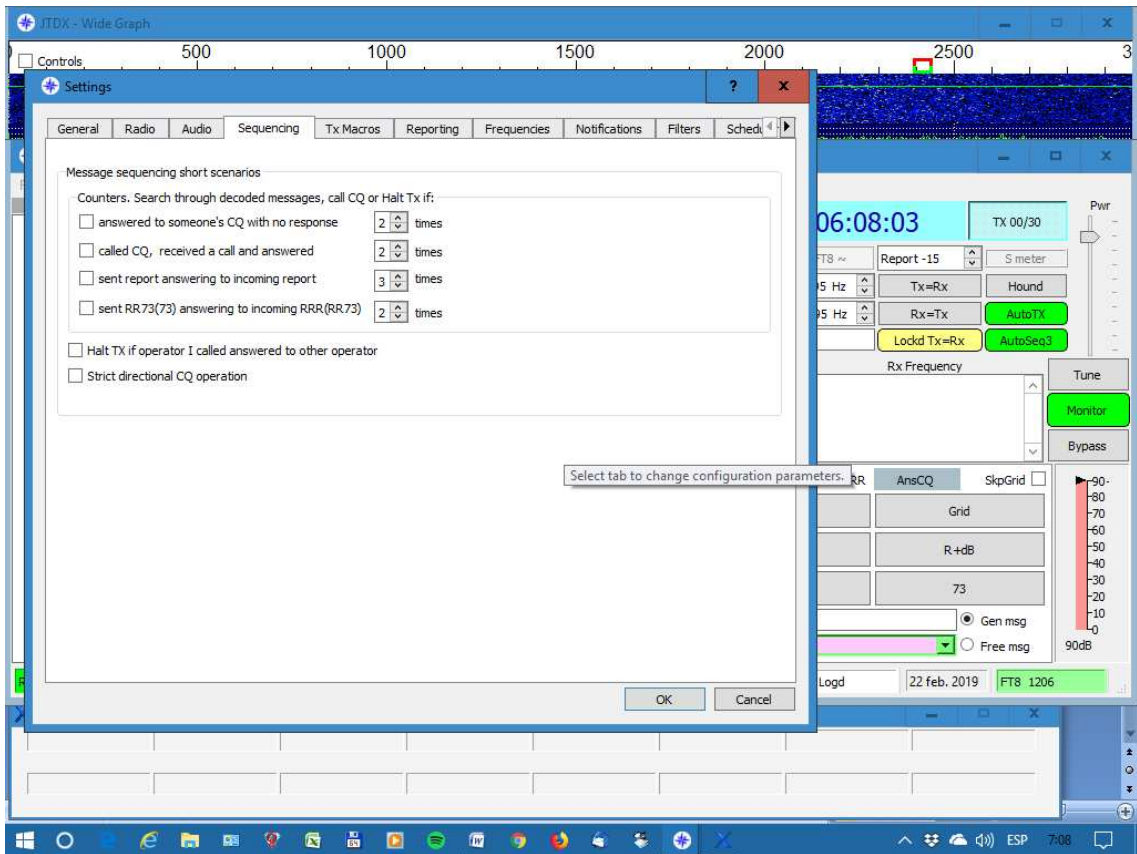 JTDX - Wide Graph
Controls
500 1000 1500 2000 2500 3
Settings
? x
General Radio Audio Sequencing Tx Macros Reporting Frequencies Notifications Filters
Message sequencing short scenarios
Counters. Search through decoded messages, call CQ or Halt Tx if:
answered to someone's CQ with no response 2 times
called CQ, received a call and answered 2 times
sent report answering to incoming report 3 times
sent RR73(73) answering to incoming RRR(RR73) 2 times
Halt TX if operator I called answered to other operator
Strict directional CQ operation
Select tab to change configuration parameters.
OK Cancel
Pwr
06:08:03 TX 00/30
Report -15 S meter
Hz Tx=Rx Hound
Hz Rx=Tx AutoTX
Lockd Tx=Rx AutoSeq3
Rx Frequency
Tune
Monitor
Bypass
AnsCQ SkpGrid
Grid
R+dB
73
Gen msg
Free msg
-90-
-80
-70
-60
-50
-40
-30
-20
-10
-0
90dB
Logd 22 feb. 2019 FT8 1206
ESP 7:08